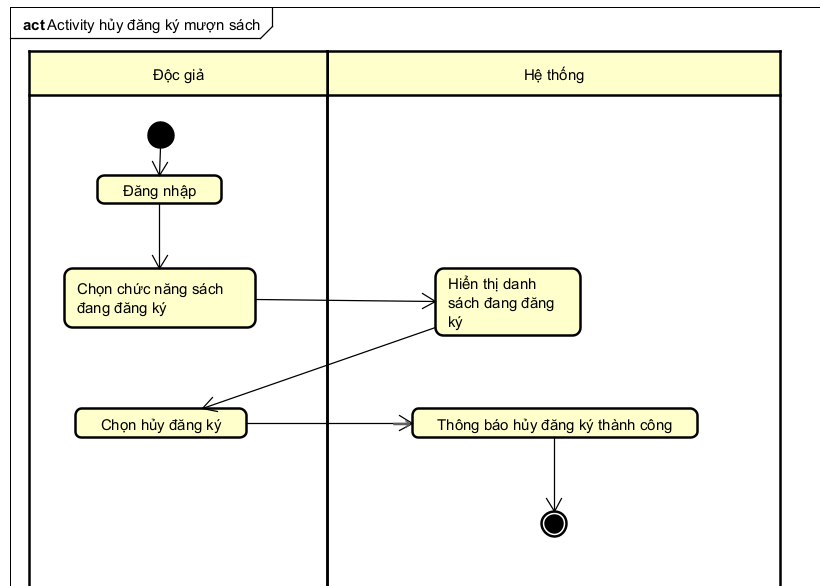 act Activity hủy đăng ký mượn sách
Độc giả
Hệ thống
Đăng nhập
Chọn chức năng sách
đang đăng ký
Hiển thị danh
sách đang đăng
ký
Chọn hủy đăng ký
Thông báo hủy đăng ký thành công